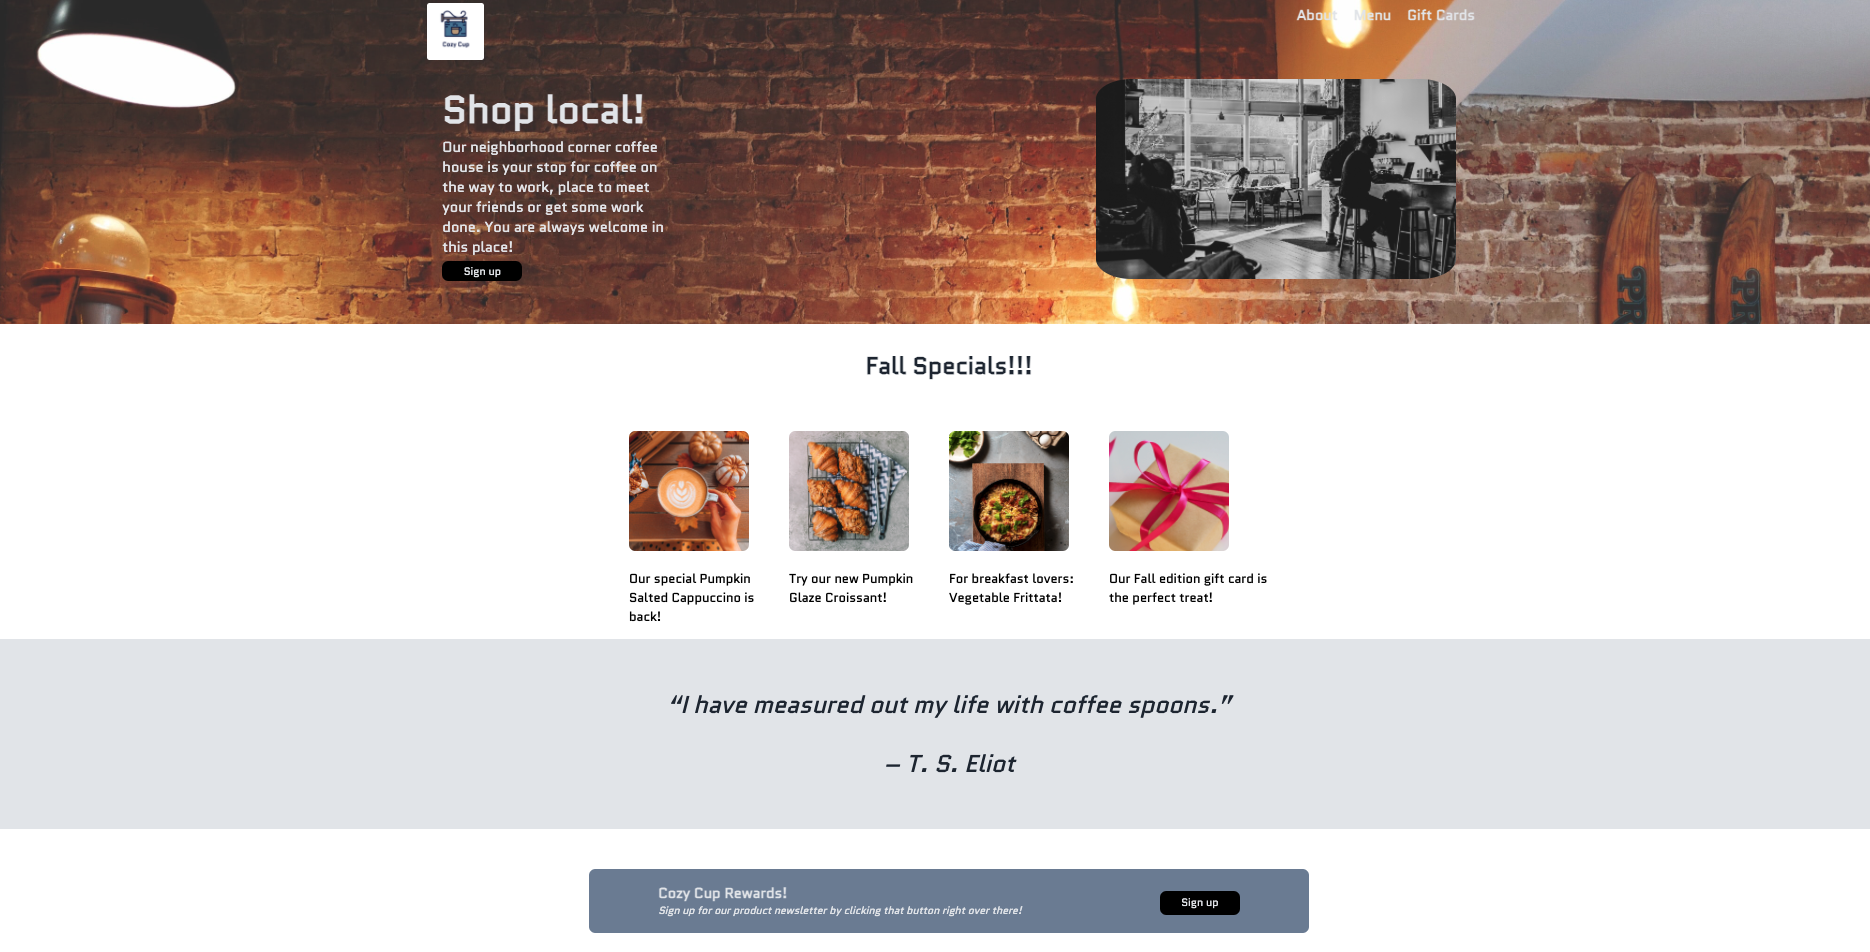 Cozy Cup
About Menu Gift Cards
Shop local!
Our neighborhood corner coffee
house is your stop for coffee on
the way to work, place to meet
your friends or get some work
done. You are always welcome in
this place!
Sign up
PR
PR
Fall Specials!!!
Our special Pumpkin
Salted Cappuccino is
back!
Try our new Pumpkin
Glaze Croissant!
For breakfast lovers:
Vegetable Frittata!
Our Fall edition gift card is
the perfect treat!
“I have measured out my life with coffee spoons.”
– T. S. Eliot
Cozy Cup Rewards!
Sign up for our product newsletter by clicking that button right over there!
Sign up